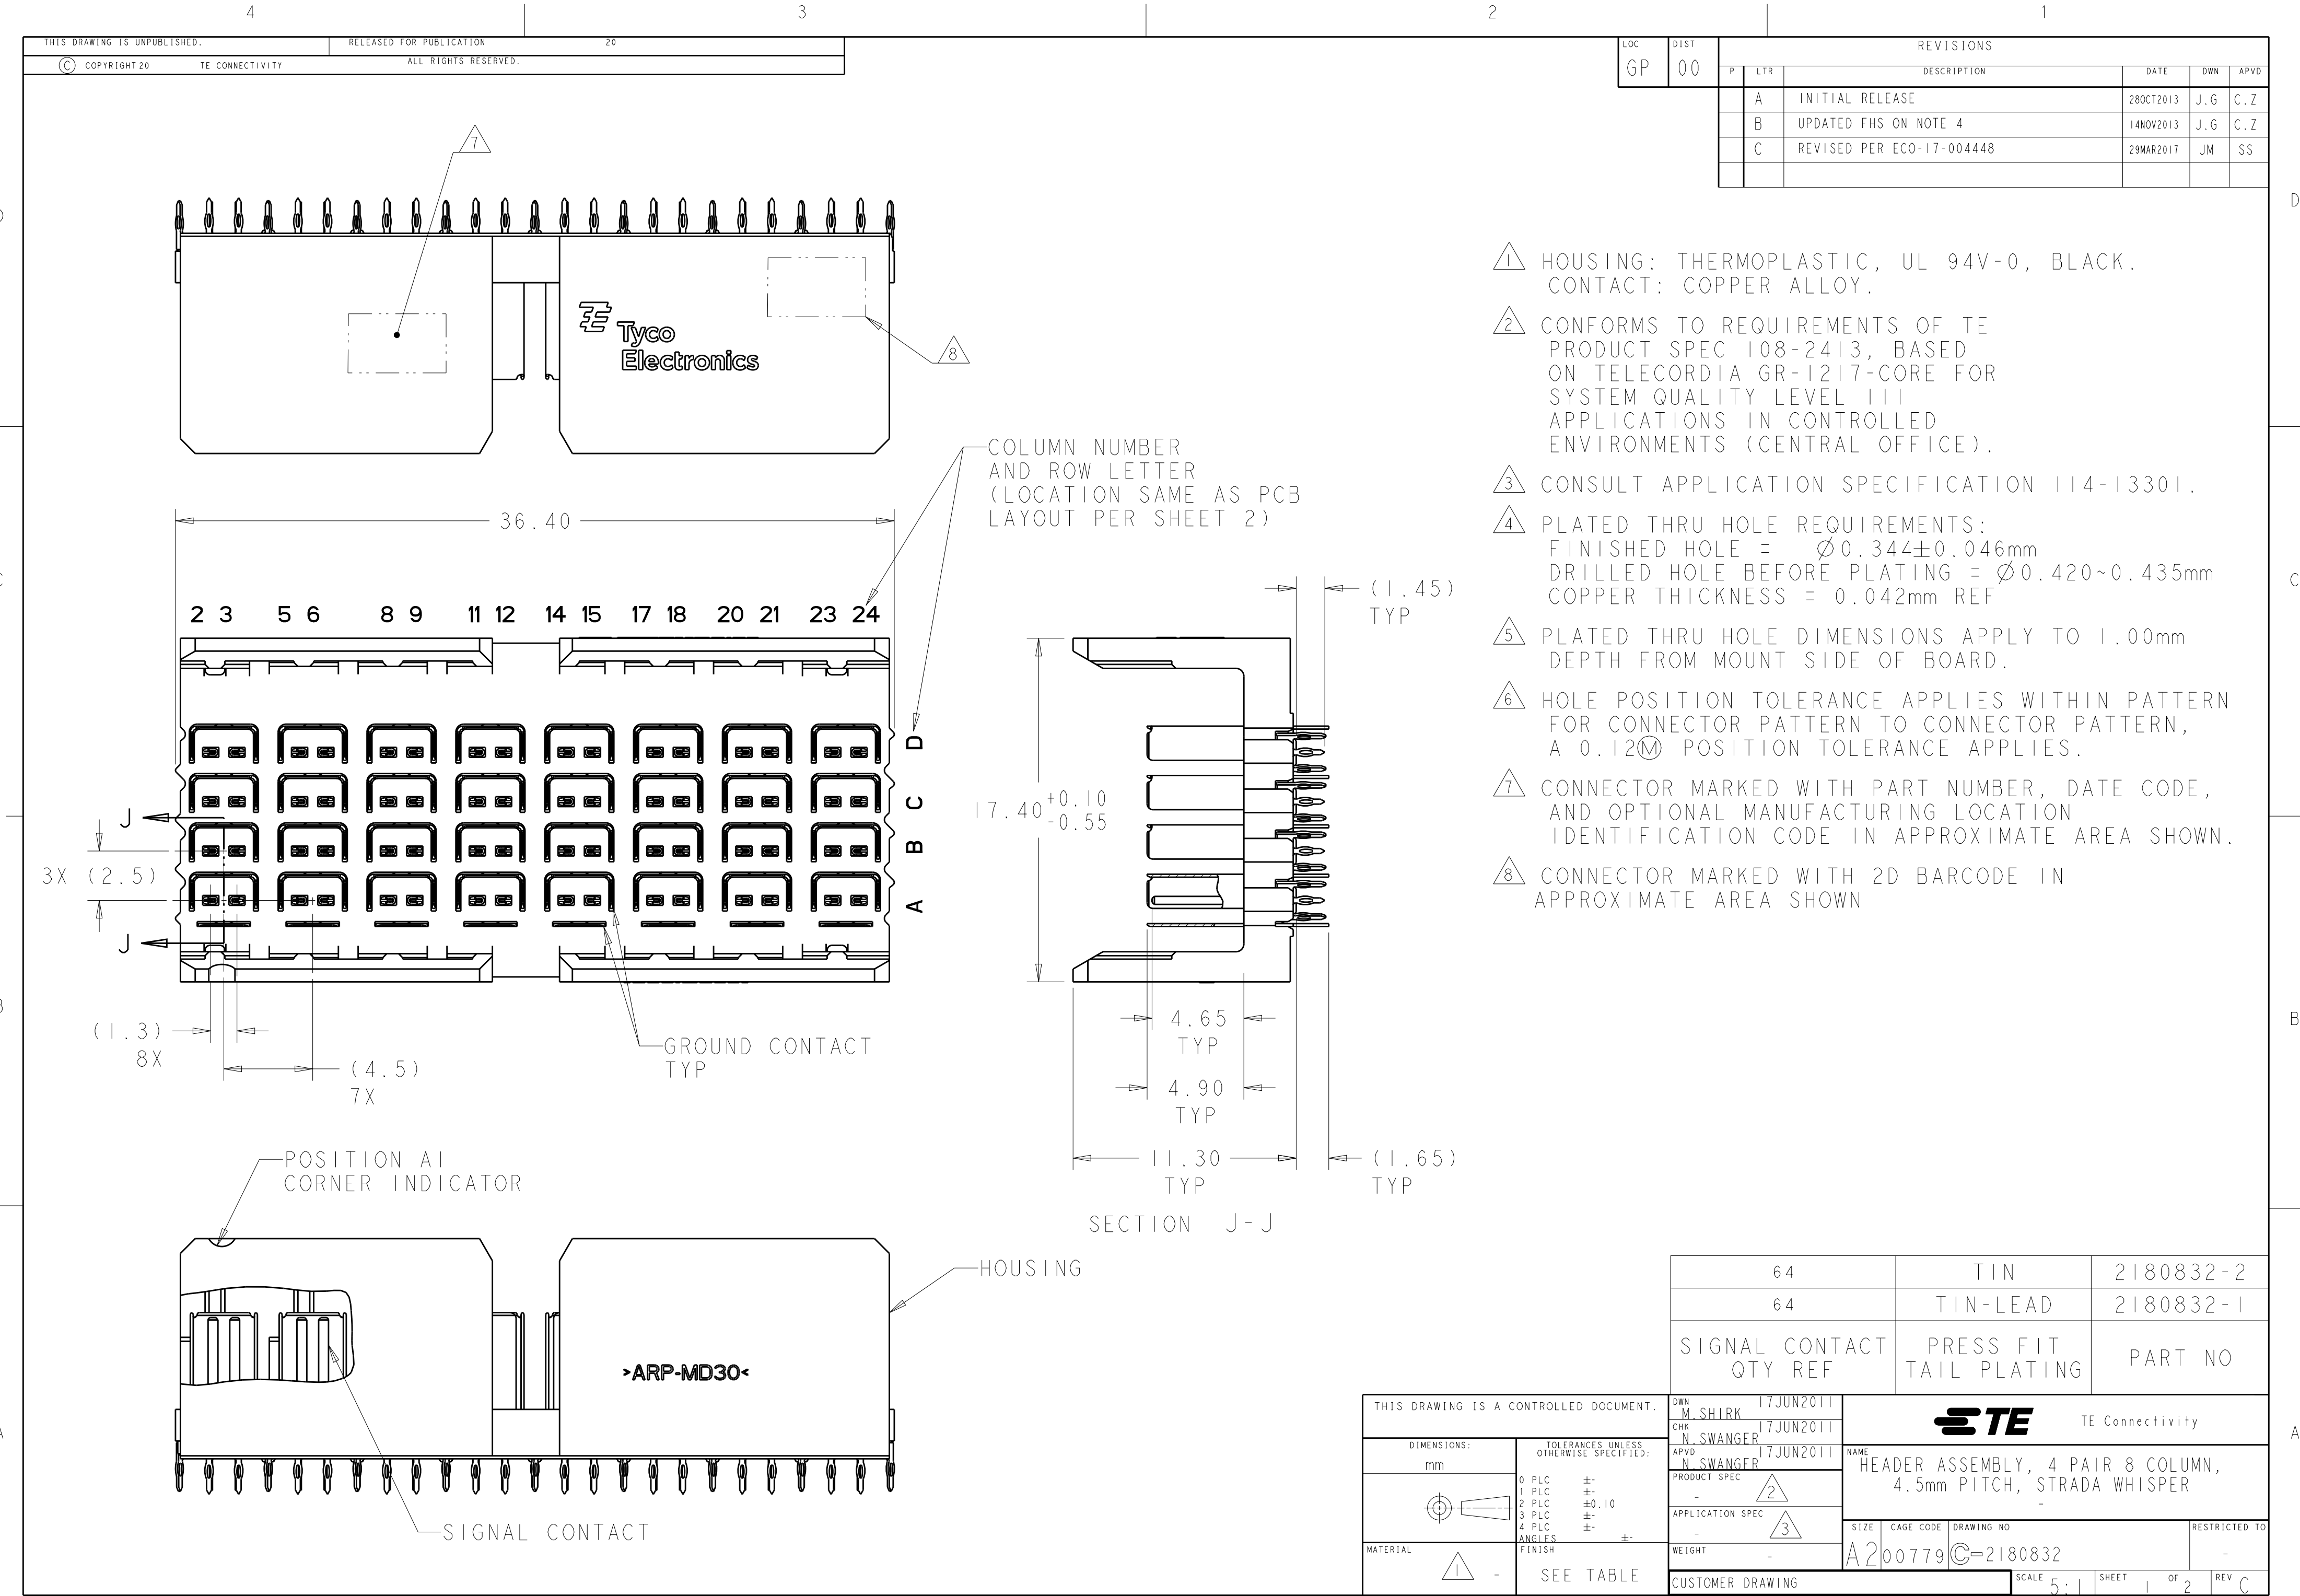 4 3 2 1
THIS DRAWING IS UNPUBLISHED. RELEASED FOR PUBLICATION 20
© COPYRIGHT 20 TE CONNECTIVITY ALL RIGHTS RESERVED.
LOC DIST REVISIONS
GP 00
P LTR DESCRIPTION DATE DWN APVD
A INITIAL RELEASE 28OCT2013 J.G C.Z
B UPDATED FHS ON NOTE 4 14NOV2013 J.G C.Z
C REVISED PER ECO-17-004448 29MAR2017 JM SS
D
7
Tyco
Electronics
8
1 HOUSING: THERMOPLASTIC, UL 94V-0, BLACK.
CONTACT: COPPER ALLOY.
2 CONFORMS TO REQUIREMENTS OF TE
PRODUCT SPEC 108-2413, BASED
ON TELECORDIA GR-1217-CORE FOR
SYSTEM QUALITY LEVEL III
APPLICATIONS IN CONTROLLED
ENVIRONMENTS (CENTRAL OFFICE).
3 CONSULT APPLICATION SPECIFICATION 114-13301.
4 PLATED THRU HOLE REQUIREMENTS:
FINISHED HOLE = Ø0.344±0.046mm
DRILLED HOLE BEFORE PLATING = Ø0.420~0.435mm
COPPER THICKNESS = 0.042mm REF
5 PLATED THRU HOLE DIMENSIONS APPLY TO 1.00mm
DEPTH FROM MOUNT SIDE OF BOARD.
6 HOLE POSITION TOLERANCE APPLIES WITHIN PATTERN
FOR CONNECTOR PATTERN TO CONNECTOR PATTERN,
A 0.12Ⓜ POSITION TOLERANCE APPLIES.
7 CONNECTOR MARKED WITH PART NUMBER, DATE CODE,
AND OPTIONAL MANUFACTURING LOCATION
IDENTIFICATION CODE IN APPROXIMATE AREA SHOWN.
8 CONNECTOR MARKED WITH 2D BARCODE IN
APPROXIMATE AREA SHOWN
COLUMN NUMBER
AND ROW LETTER
(LOCATION SAME AS PCB
LAYOUT PER SHEET 2)
36.40
C
2 3 5 6 8 9 11 12 14 15 17 18 20 21 23 24
D
C
B
A
J
J
3X (2.5)
(1.3)
8X
(4.5)
7X
GROUND CONTACT
TYP
(1.45)
TYP
17.40 +0.10
-0.55
4.65
TYP
4.90
TYP
11.30
TYP
(1.65)
TYP
SECTION J-J
B
POSITION A1
CORNER INDICATOR
HOUSING
>ARP-MD30<
SIGNAL CONTACT
A
64 TIN 2180832-2
64 TIN-LEAD 2180832-1
SIGNAL CONTACT
QTY REF
PRESS FIT
TAIL PLATING
PART NO
THIS DRAWING IS A CONTROLLED DOCUMENT.
DIMENSIONS:
mm
TOLERANCES UNLESS
OTHERWISE SPECIFIED:
0 PLC ±-
1 PLC ±-
2 PLC ±0.10
3 PLC ±-
4 PLC ±-
ANGLES ±-
MATERIAL
1 -
FINISH
SEE TABLE
DWN 17JUN2011
M.SHIRK
CHK 17JUN2011
N.SWANGER
APVD 17JUN2011
N.SWANGER
PRODUCT SPEC
- 2
APPLICATION SPEC
- 3
WEIGHT -
CUSTOMER DRAWING
TE TE Connectivity
NAME
HEADER ASSEMBLY, 4 PAIR 8 COLUMN,
4.5mm PITCH, STRADA WHISPER
-
SIZE CAGE CODE DRAWING NO RESTRICTED TO
A2 00779 C-2180832 -
SCALE 5:1 SHEET 1 OF 2 REV C